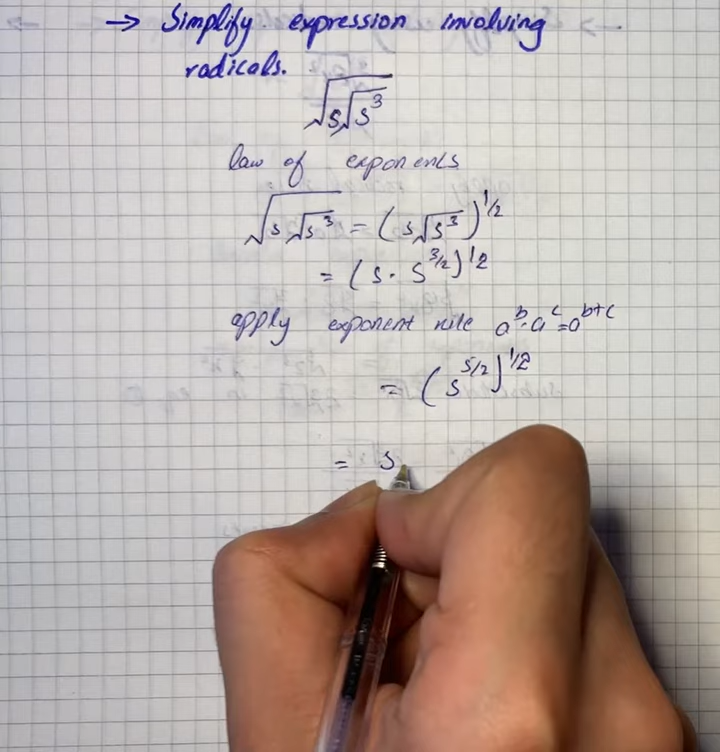 → Simplify expression involving
radicals.
√(s√(s³))
law of exponents
√(s√(s³)) = (s√(s³))^1/2
= (s · s^3/2)^1/2
apply exponent rule a^b · a^c = a^b+c
= (s^5/2)^1/2
= s